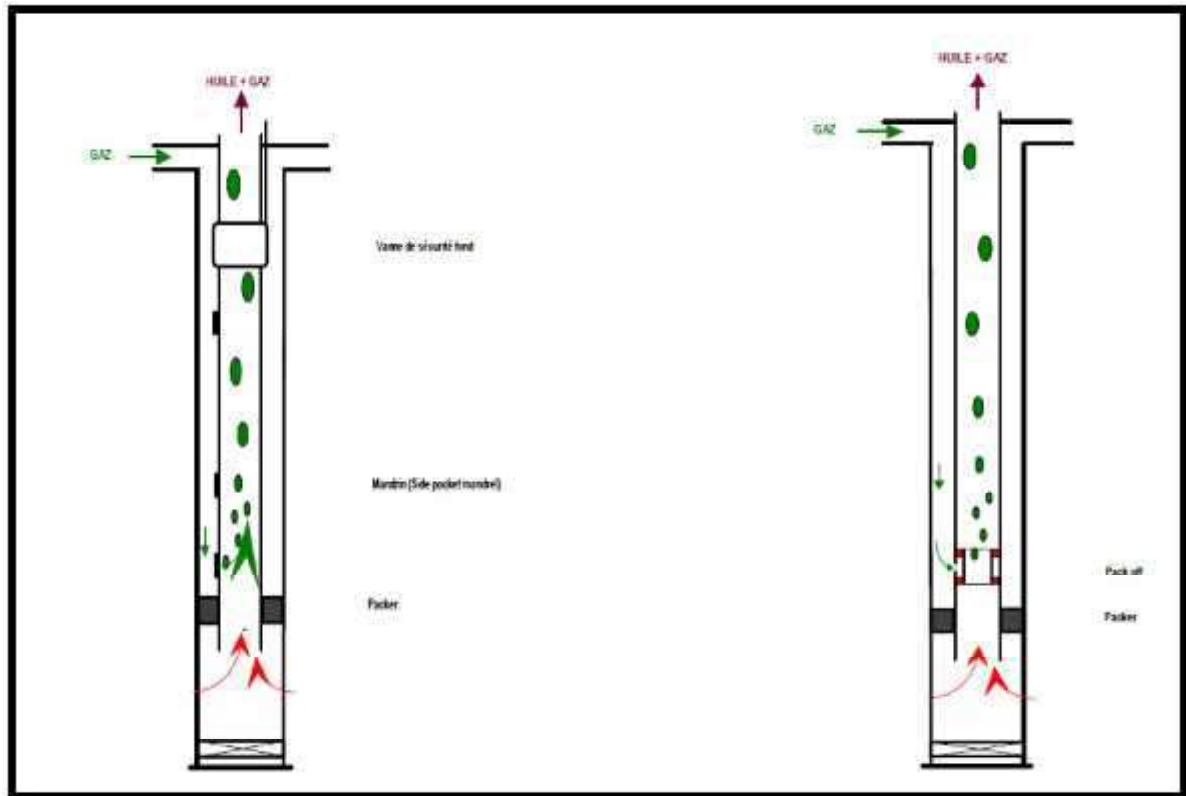 HUILE + GAZ
GAZ
Vanne de sécurité fond
Mandrin (Side pocket mandrel)
Packer
HUILE + GAZ
GAZ
Pack off
Packer